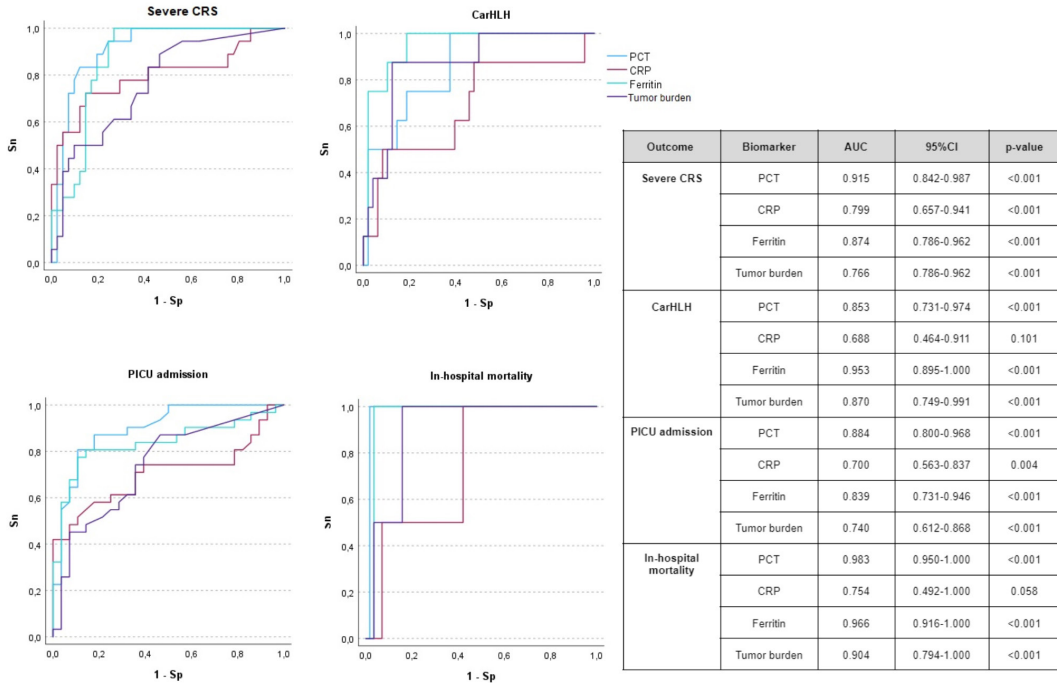 Severe CRS
1,0
0,8
0,6
0,4
0,2
0,0
Sn
0,0 0,2 0,4 0,6 0,8 1,0
1 - Sp
CarHLH
1,0
0,8
0,6
0,4
0,2
0,0
Sn
0,0 0,2 0,4 0,6 0,8 1,0
1 - Sp
PCT
CRP
Ferritin
Tumor burden
PICU admission
1,0
0,8
0,6
0,4
0,2
0,0
Sn
0,0 0,2 0,4 0,6 0,8 1,0
1 - Sp
In-hospital mortality
1,0
0,8
0,6
0,4
0,2
0,0
Sn
0,0 0,2 0,4 0,6 0,8 1,0
1 - Sp
Outcome Biomarker AUC 95%CI p-value
Severe CRS PCT 0.915 0.842-0.987 <0.001
CRP 0.799 0.657-0.941 <0.001
Ferritin 0.874 0.786-0.962 <0.001
Tumor burden 0.766 0.786-0.962 <0.001
CarHLH PCT 0.853 0.731-0.974 <0.001
CRP 0.688 0.464-0.911 0.101
Ferritin 0.953 0.895-1.000 <0.001
Tumor burden 0.870 0.749-0.991 <0.001
PICU admission PCT 0.884 0.800-0.968 <0.001
CRP 0.700 0.563-0.837 0.004
Ferritin 0.839 0.731-0.946 <0.001
Tumor burden 0.740 0.612-0.868 <0.001
In-hospital mortality PCT 0.983 0.950-1.000 <0.001
CRP 0.754 0.492-1.000 0.058
Ferritin 0.966 0.916-1.000 <0.001
Tumor burden 0.904 0.794-1.000 <0.001